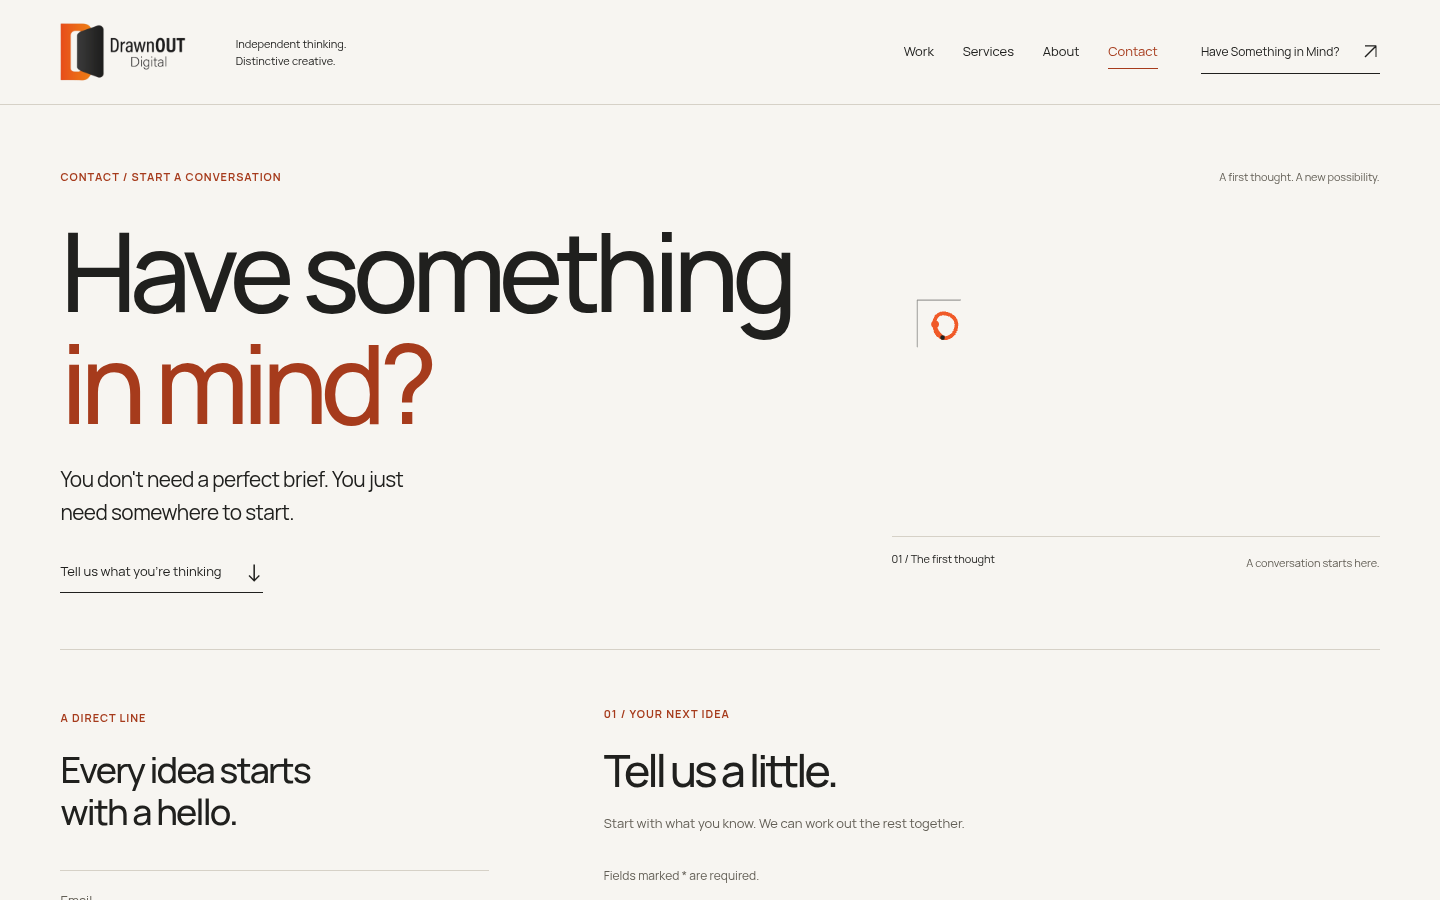 DrawnOUT
Digital
Independent thinking.
Distinctive creative.
Work
Services
About
Contact
Have Something in Mind?
CONTACT / START A CONVERSATION
A first thought. A new possibility.
Have something
in mind?
You don't need a perfect brief. You just
need somewhere to start.
Tell us what you're thinking
01 / The first thought
A conversation starts here.
A DIRECT LINE
Every idea starts
with a hello.
Email
01 / YOUR NEXT IDEA
Tell us a little.
Start with what you know. We can work out the rest together.
Fields marked * are required.